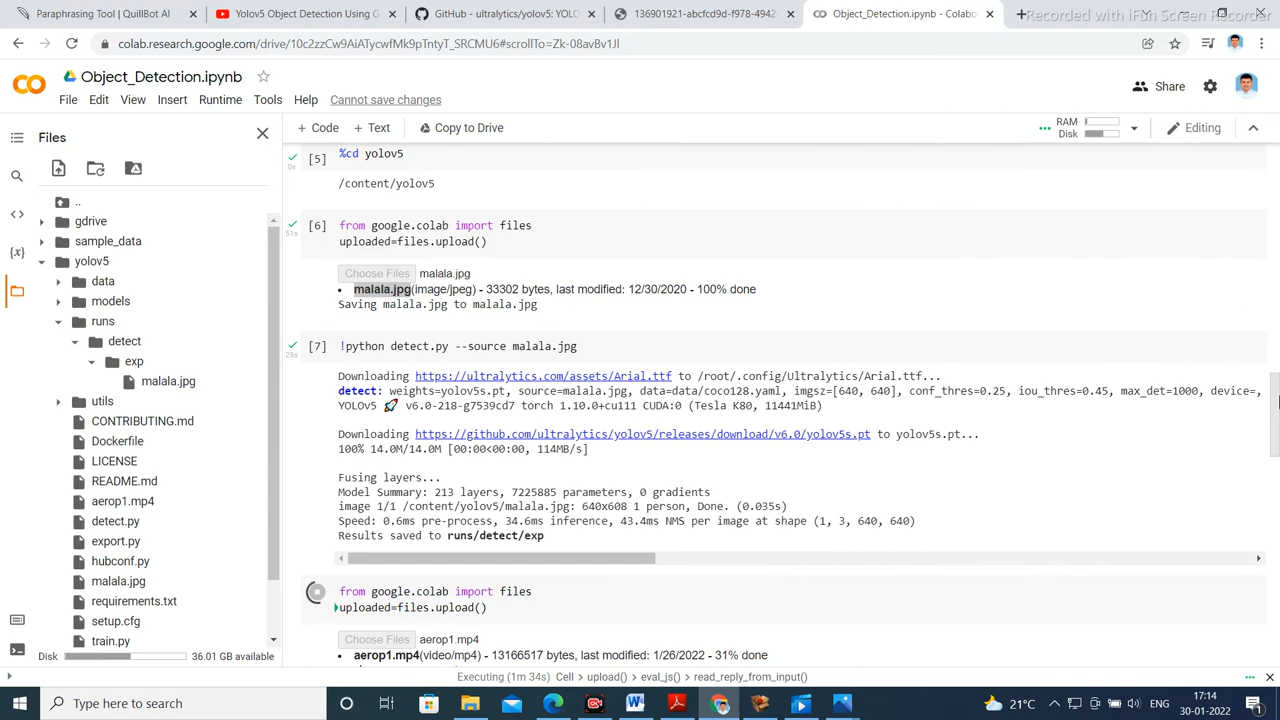 Paraphrasing Tool | QuillBot AI
Yolov5 Object Detection Using G
GitHub - ultralytics/yolov5: YOLO
136901921-abcfcd9d-f978-4942-
Object_Detection.ipynb - Colabo
Recorded with iFun Screen Recorder
colab.research.google.com/drive/10c2zzCw9AiATycwfMk9pTntyT_SRCMU6#scrollTo=Zk-08avBv1Jl
Object_Detection.ipynb
File Edit View Insert Runtime Tools Help Cannot save changes
Share
Files
+ Code + Text Copy to Drive
RAM
Disk
Editing
..
gdrive
sample_data
yolov5
data
models
runs
detect
exp
malala.jpg
utils
CONTRIBUTING.md
Dockerfile
LICENSE
README.md
aerop1.mp4
detect.py
export.py
hubconf.py
malala.jpg
requirements.txt
setup.cfg
train.py
Disk 36.01 GB available
[5] %cd yolov5
0s
/content/yolov5
[6] from google.colab import files
51s
uploaded=files.upload()
Choose Files malala.jpg
• malala.jpg(image/jpeg) - 33302 bytes, last modified: 12/30/2020 - 100% done
Saving malala.jpg to malala.jpg
[7] !python detect.py --source malala.jpg
25s
Downloading https://ultralytics.com/assets/Arial.ttf to /root/.config/Ultralytics/Arial.ttf...
detect: weights=yolov5s.pt, source=malala.jpg, data=data/coco128.yaml, imgsz=[640, 640], conf_thres=0.25, iou_thres=0.45, max_det=1000, device=,
YOLOv5 🚀 v6.0-218-g7539cd7 torch 1.10.0+cu111 CUDA:0 (Tesla K80, 11441MiB)
Downloading https://github.com/ultralytics/yolov5/releases/download/v6.0/yolov5s.pt to yolov5s.pt...
100% 14.0M/14.0M [00:00<00:00, 114MB/s]
Fusing layers...
Model Summary: 213 layers, 7225885 parameters, 0 gradients
image 1/1 /content/yolov5/malala.jpg: 640x608 1 person, Done. (0.035s)
Speed: 0.6ms pre-process, 34.6ms inference, 43.4ms NMS per image at shape (1, 3, 640, 640)
Results saved to runs/detect/exp
from google.colab import files
uploaded=files.upload()
Choose Files aerop1.mp4
• aerop1.mp4(video/mp4) - 13166517 bytes, last modified: 1/26/2022 - 31% done
Executing (1m 34s) Cell > upload() > eval_js() > read_reply_from_input()
Type here to search
21°C
ENG
17:14
30-01-2022